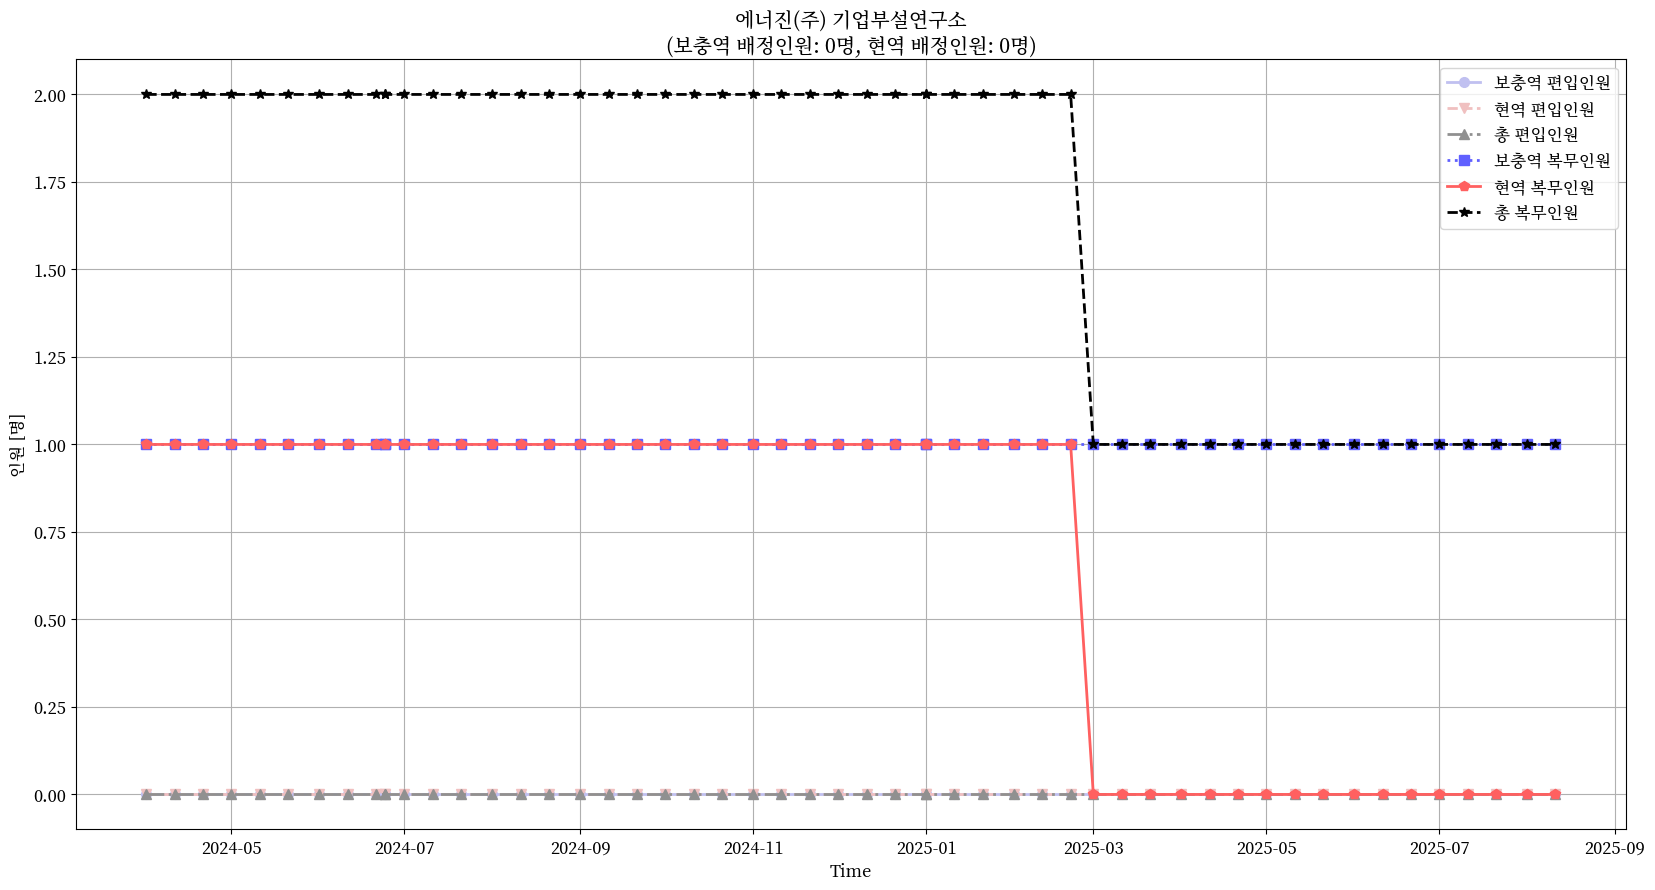 에너진(주) 기업부설연구소
(보충역 배정인원: 0명, 현역 배정인원: 0명)
보충역 편입인원
현역 편입인원
총 편입인원
보충역 복무인원
현역 복무인원
총 복무인원
인원 [명]
2.00
1.75
1.50
1.25
1.00
0.75
0.50
0.25
0.00
2024-05
2024-07
2024-09
2024-11
2025-01
2025-03
2025-05
2025-07
2025-09
Time